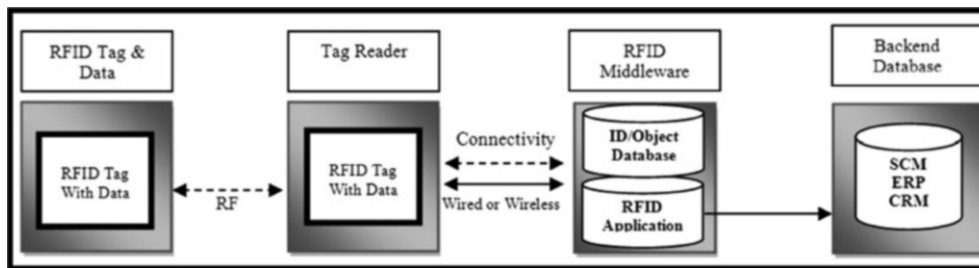 RFID Tag &
Data
Tag Reader
RFID
Middleware
Backend
Database
RFID Tag
With Data
RF
RFID Tag
With Data
Connectivity
Wired or Wireless
ID/Object
Database
RFID
Application
SCM
ERP
CRM